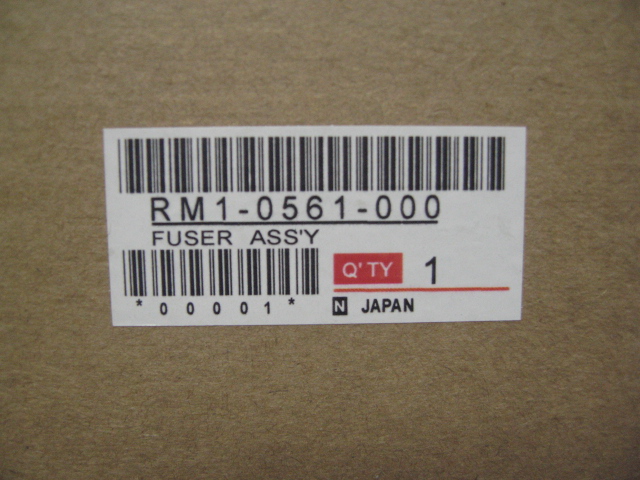 RM1-0561-000
FUSER ASS'Y
Q'TY 1
*00001*
N JAPAN